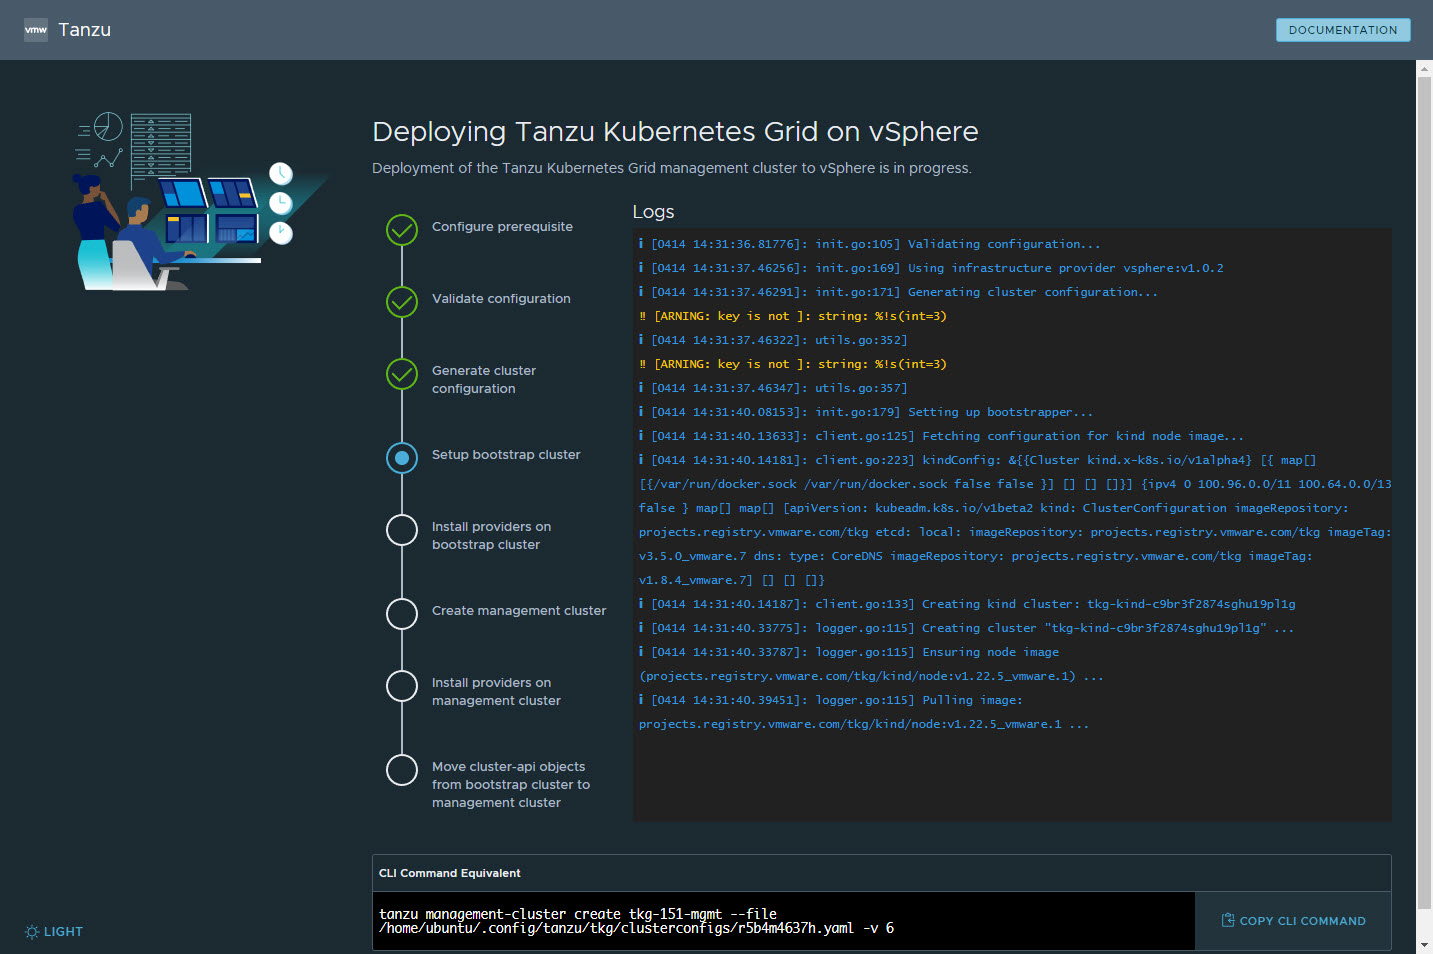 vmw Tanzu
DOCUMENTATION
Deploying Tanzu Kubernetes Grid on vSphere
Deployment of the Tanzu Kubernetes Grid management cluster to vSphere is in progress.
Configure prerequisite
Validate configuration
Generate cluster
configuration
Setup bootstrap cluster
Install providers on
bootstrap cluster
Create management cluster
Install providers on
management cluster
Move cluster-api objects
from bootstrap cluster to
management cluster
Logs
ℹ [0414 14:31:36.81776]: init.go:105] Validating configuration...
ℹ [0414 14:31:37.46256]: init.go:169] Using infrastructure provider vsphere:v1.0.2
ℹ [0414 14:31:37.46291]: init.go:171] Generating cluster configuration...
‼ [ARNING: key is not ]: string: %!s(int=3)
ℹ [0414 14:31:37.46322]: utils.go:352]
‼ [ARNING: key is not ]: string: %!s(int=3)
ℹ [0414 14:31:37.46347]: utils.go:357]
ℹ [0414 14:31:40.08153]: init.go:179] Setting up bootstrapper...
ℹ [0414 14:31:40.13633]: client.go:125] Fetching configuration for kind node image...
ℹ [0414 14:31:40.14181]: client.go:223] kindConfig: &{{Cluster kind.x-k8s.io/v1alpha4} [{ map[]
[{/var/run/docker.sock /var/run/docker.sock false false }] [] [] []}] {ipv4 0 100.96.0.0/11 100.64.0.0/13
false } map[] map[] [apiVersion: kubeadm.k8s.io/v1beta2 kind: ClusterConfiguration imageRepository:
projects.registry.vmware.com/tkg etcd: local: imageRepository: projects.registry.vmware.com/tkg imageTag:
v3.5.0_vmware.7 dns: type: CoreDNS imageRepository: projects.registry.vmware.com/tkg imageTag:
v1.8.4_vmware.7] [] [] []}
ℹ [0414 14:31:40.14187]: client.go:133] Creating kind cluster: tkg-kind-c9br3f2874sghu19pl1g
ℹ [0414 14:31:40.33775]: logger.go:115] Creating cluster "tkg-kind-c9br3f2874sghu19pl1g" ...
ℹ [0414 14:31:40.33787]: logger.go:115] Ensuring node image
(projects.registry.vmware.com/tkg/kind/node:v1.22.5_vmware.1) ...
ℹ [0414 14:31:40.39451]: logger.go:115] Pulling image:
projects.registry.vmware.com/tkg/kind/node:v1.22.5_vmware.1 ...
CLI Command Equivalent
tanzu management-cluster create tkg-151-mgmt --file
/home/ubuntu/.config/tanzu/tkg/clusterconfigs/r5b4m4637h.yaml -v 6
COPY CLI COMMAND
LIGHT